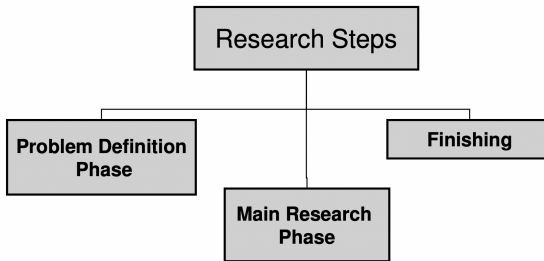 Research Steps
Problem Definition
Phase
Main Research
Phase
Finishing